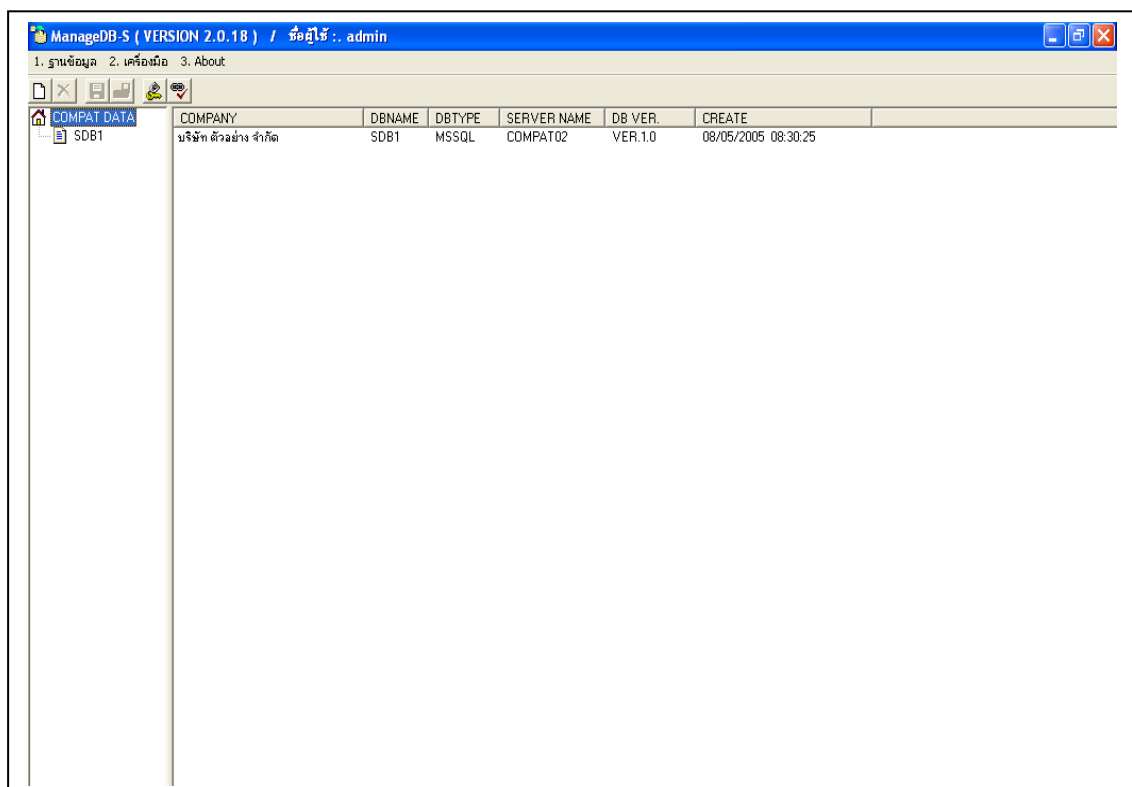 ManageDB-S ( VERSION 2.0.18 ) / ชื่อผู้ใช้ :. admin
1. ฐานข้อมูล 2. เครื่องมือ 3. About
COMPAT DATA
SDB1
COMPANY DBNAME DBTYPE SERVER NAME DB VER. CREATE
บริษัท ตัวอย่าง จำกัด SDB1 MSSQL COMPAT02 VER.1.0 08/05/2005 08:30:25